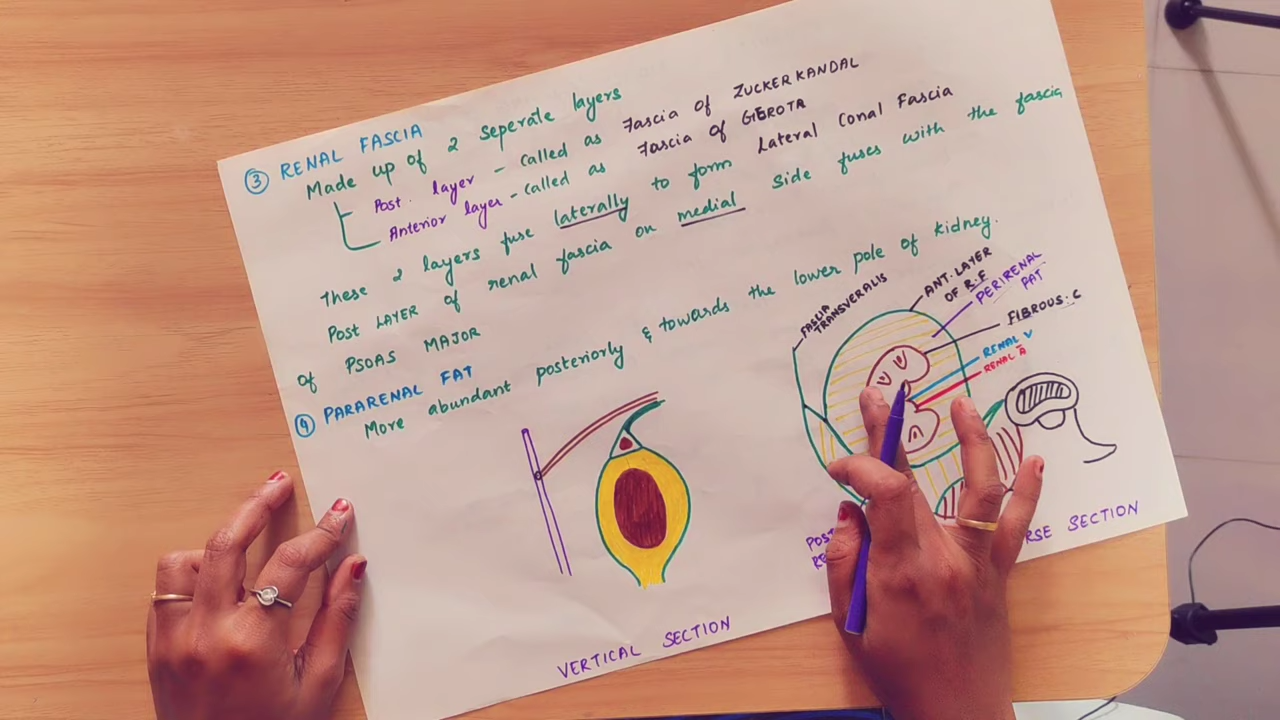 ③ RENAL FASCIA
Made up of 2 seperate layers
Post. layer - called as Fascia of ZUCKERKANDAL
Anterior layer - called as Fascia of GEROTA
These 2 layers fuse laterally to form Lateral Conal Fascia
Post LAYER of renal fascia on medial side fuses with the fascia
of PSOAS MAJOR
④ PARARENAL FAT
More abundant posteriorly & towards the lower pole of kidney.
FASCIA
TRANSVERALIS
ANT. LAYER
OF R.F
PERIRENAL
FAT
FIBROUS. C
RENAL V
RENAL A
POST
RE
VERTICAL SECTION
RSE SECTION